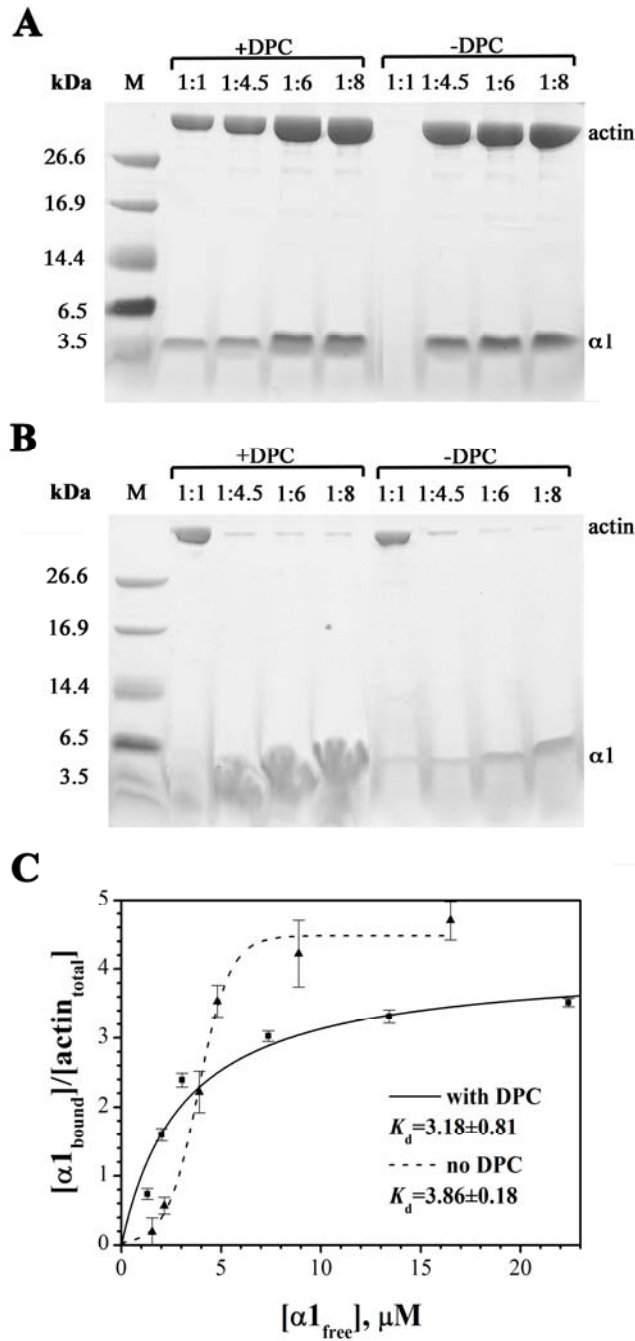 A
+DPC -DPC
kDa M 1:1 1:4.5 1:6 1:8 1:1 1:4.5 1:6 1:8
actin
26.6
16.9
14.4
6.5
3.5
α1
B
+DPC -DPC
kDa M 1:1 1:4.5 1:6 1:8 1:1 1:4.5 1:6 1:8
actin
26.6
16.9
14.4
6.5
3.5
α1
C
[α1bound]/[actintotal]
5
4
3
2
1
0
with DPC
Kd=3.18±0.81
no DPC
Kd=3.86±0.18
0 5 10 15 20
[α1free], μM